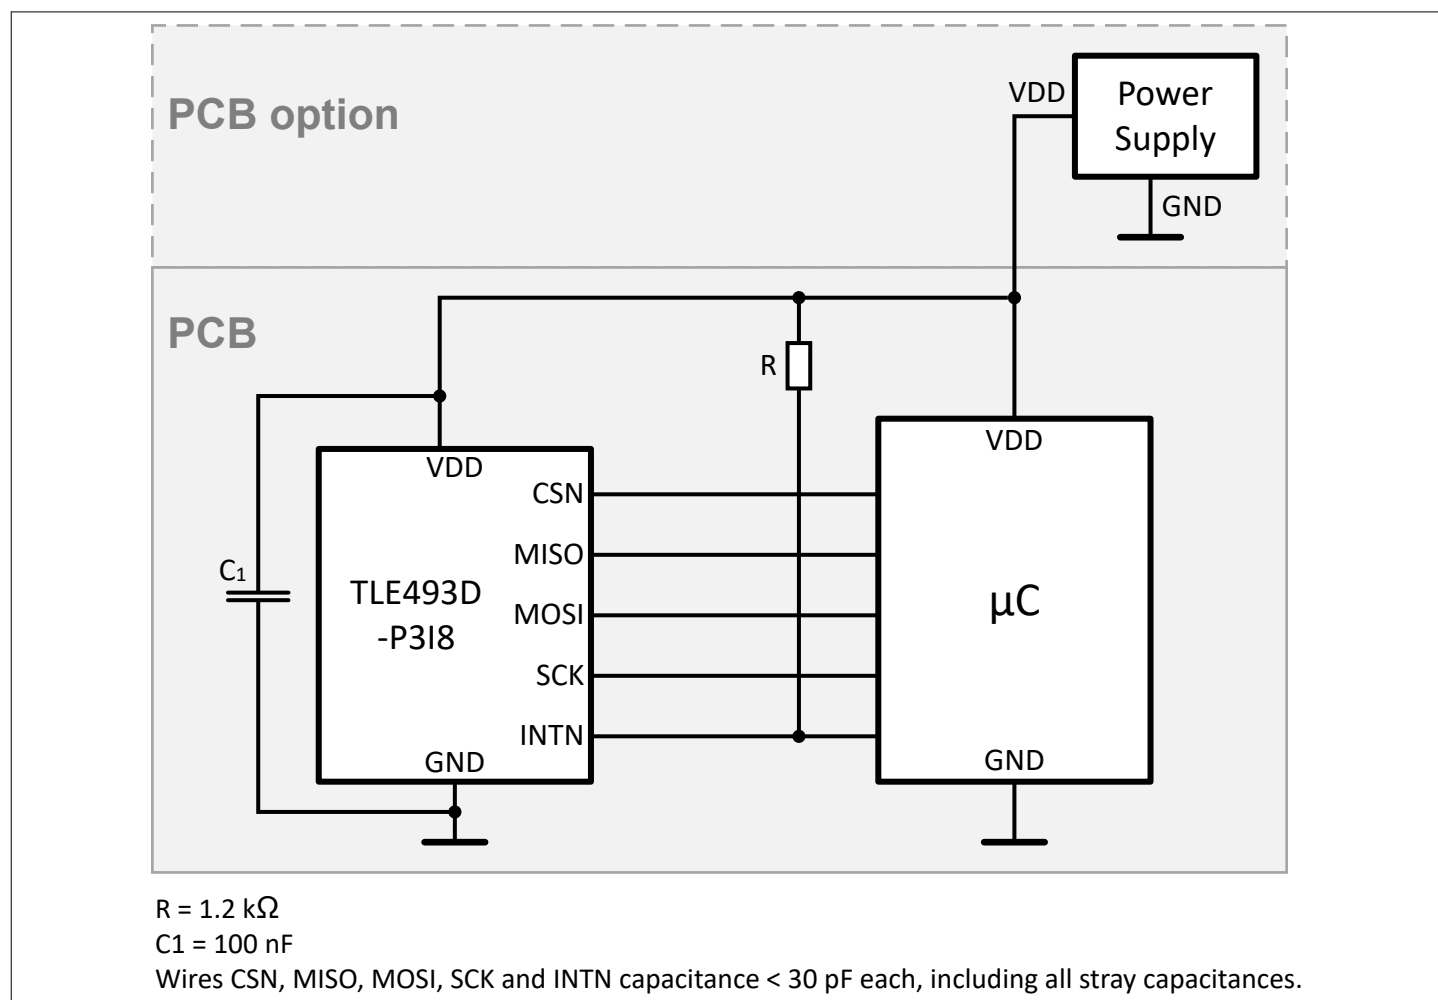 PCB option
VDD
Power
Supply
GND
PCB
R
VDD
VDD
CSN
MISO
C₁
TLE493D
-P3I8
MOSI
µC
SCK
INTN
GND
GND
R = 1.2 kΩ
C1 = 100 nF
Wires CSN, MISO, MOSI, SCK and INTN capacitance < 30 pF each, including all stray capacitances.